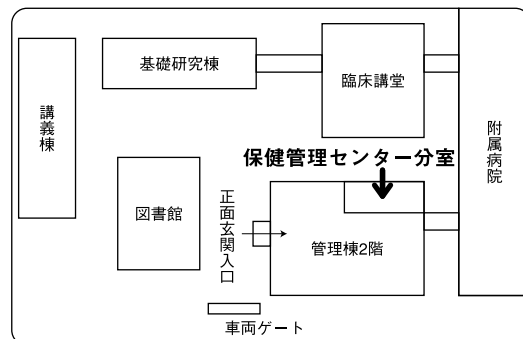 基礎研究棟
臨床講堂
講義棟
附属病院
保健管理センター分室
図書館
正面玄関入口
管理棟2階
車両ゲート